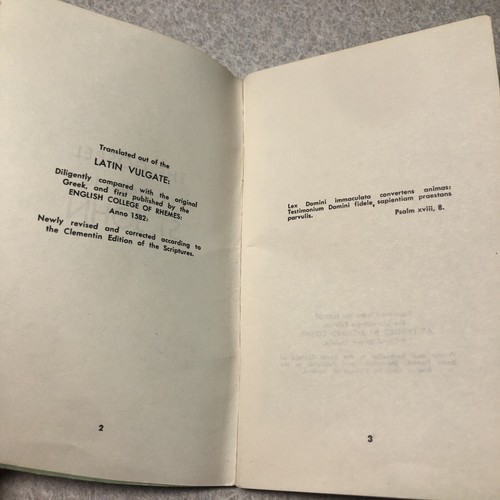 Translated out of the
LATIN VULGATE:
Diligently compared with the original
Greek, and first published by the
ENGLISH COLLEGE OF RHEMES:
Anno 1582:
Newly revised and corrected according to
the Clementin Edition of the Scriptures.
2
Lex Domini immaculata convertens animas:
Testimonium Domini fidele, sapientiam praestans
parvulis.
Psalm xviii, 8.
3